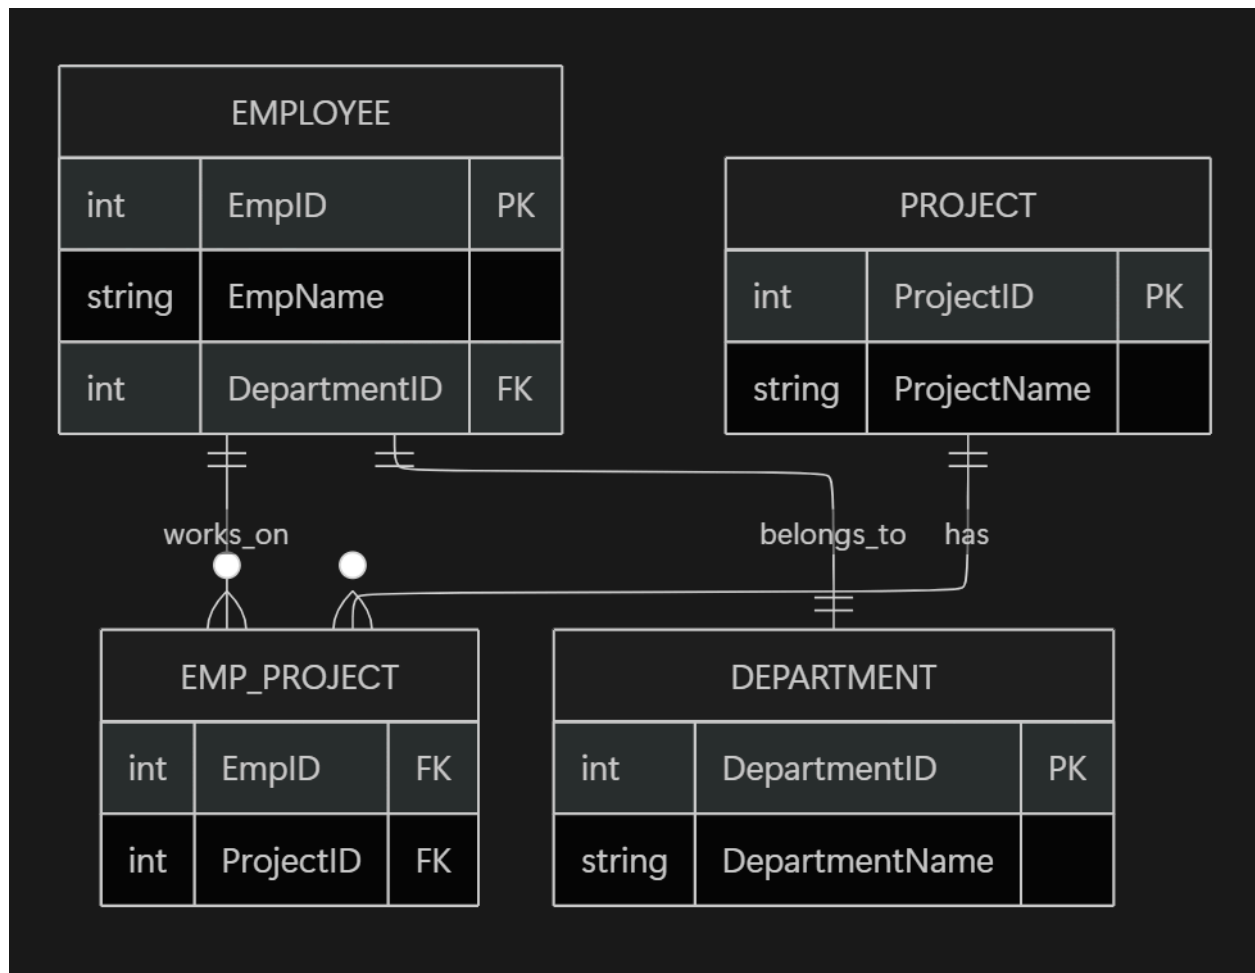 EMPLOYEE
int EmpID PK
string EmpName
int DepartmentID FK
PROJECT
int ProjectID PK
string ProjectName
works_on
belongs_to
has
EMP_PROJECT
int EmpID FK
int ProjectID FK
DEPARTMENT
int DepartmentID PK
string DepartmentName